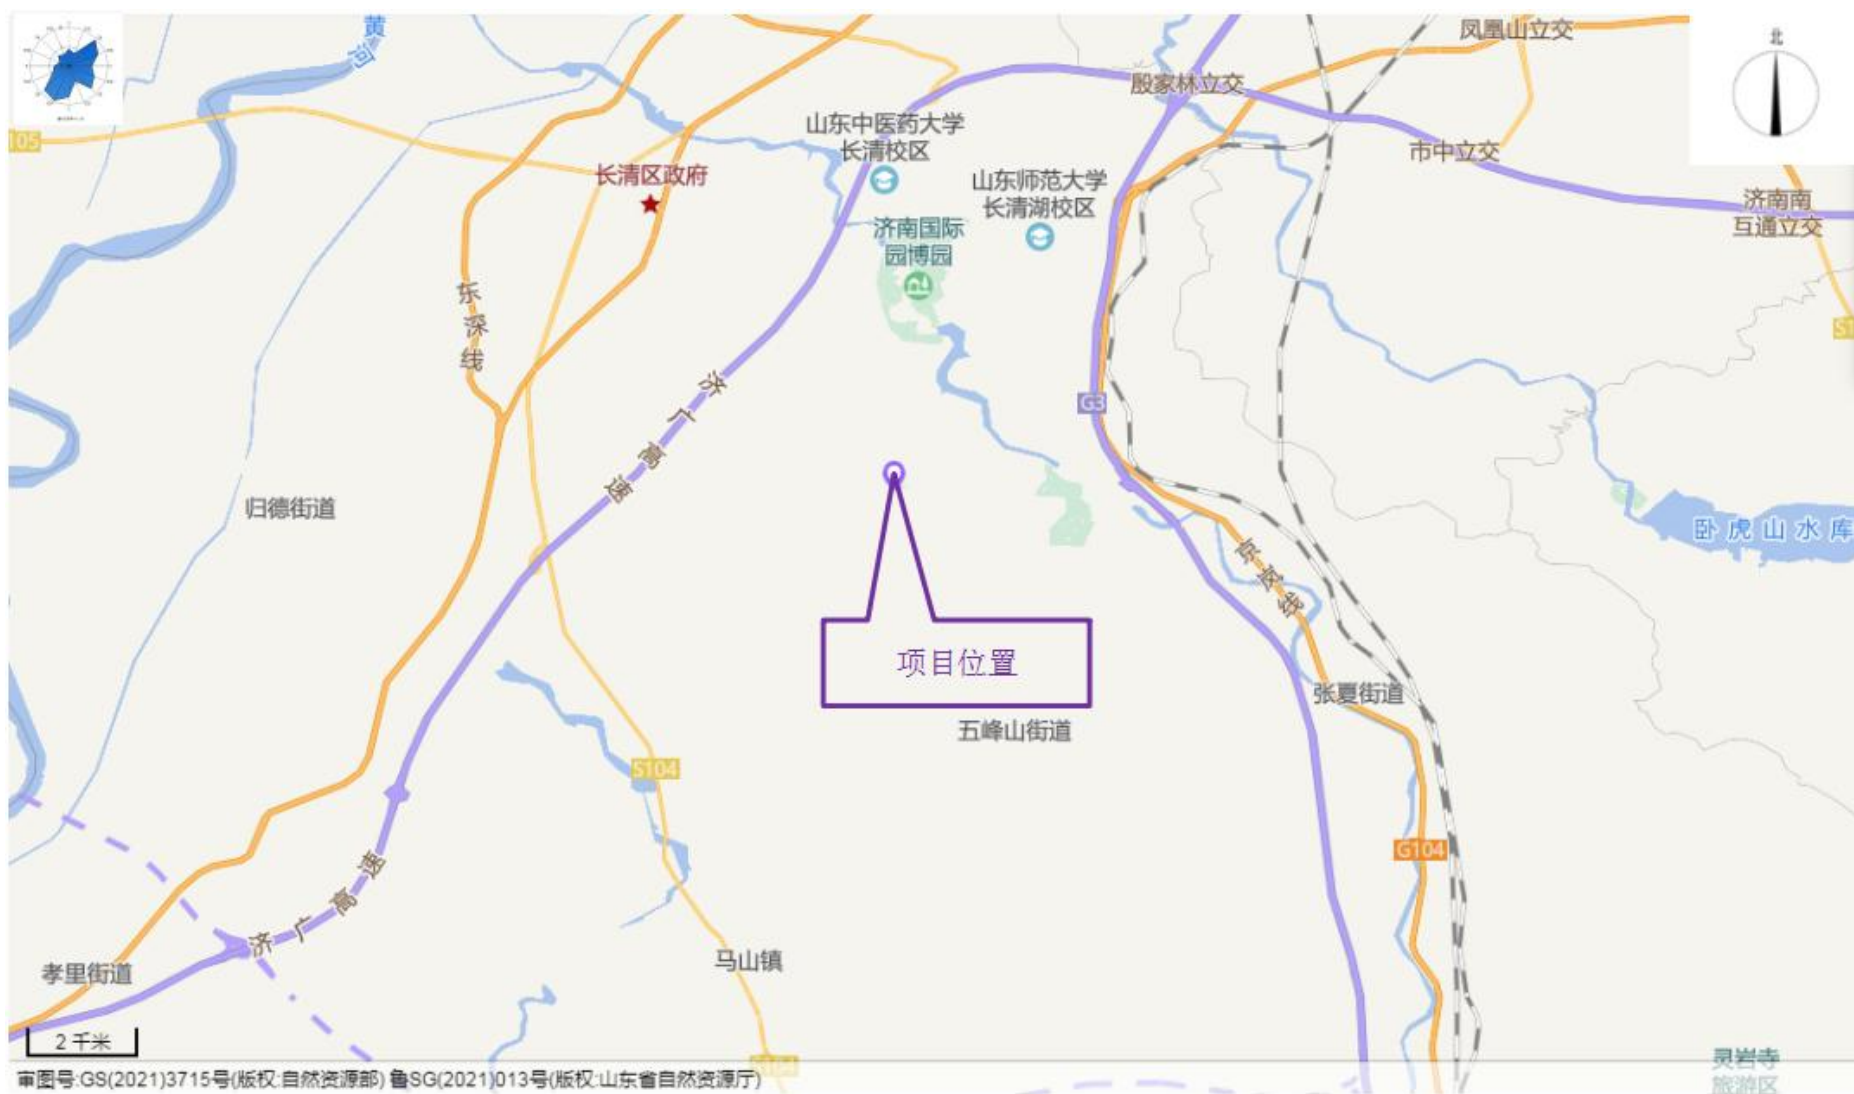 黄河
凤凰山立交
北
殷家林立交
山东中医药大学
长清校区
105
市中立交
长清区政府
山东师范大学
长清湖校区
济南南
互通立交
济南国际
园博园
东深线
S1
济广高速
G3
归德街道
卧虎山水库
京岚线
项目位置
张夏街道
五峰山街道
S104
G104
济广高速
马山镇
孝里街道
2 千米
S104
灵岩寺
旅游区
审图号:GS(2021)3715号(版权:自然资源部) 鲁SG(2021)013号(版权:山东省自然资源厅)